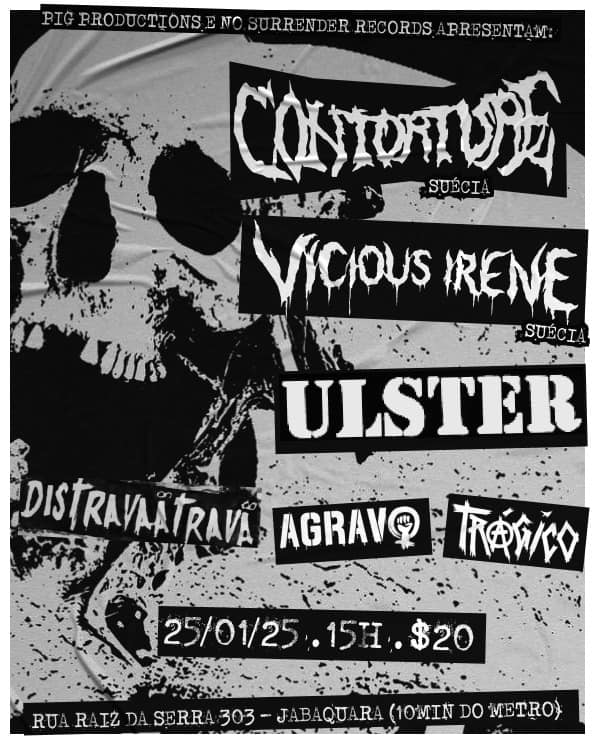 BIG PRODUCTIONS E NO SURRENDER RECORDS APRESENTAM:
CONTORTURE
SUÉCIA
VICIOUS IRENE
SUÉCIA
ULSTER
DISTRAVAÄTRAVÄ
AGRAVO
TRÁGICO
25/01/25 . 15H . $20
RUA RAIZ DA SERRA 303 – JABAQUARA (10MIN DO METRO)